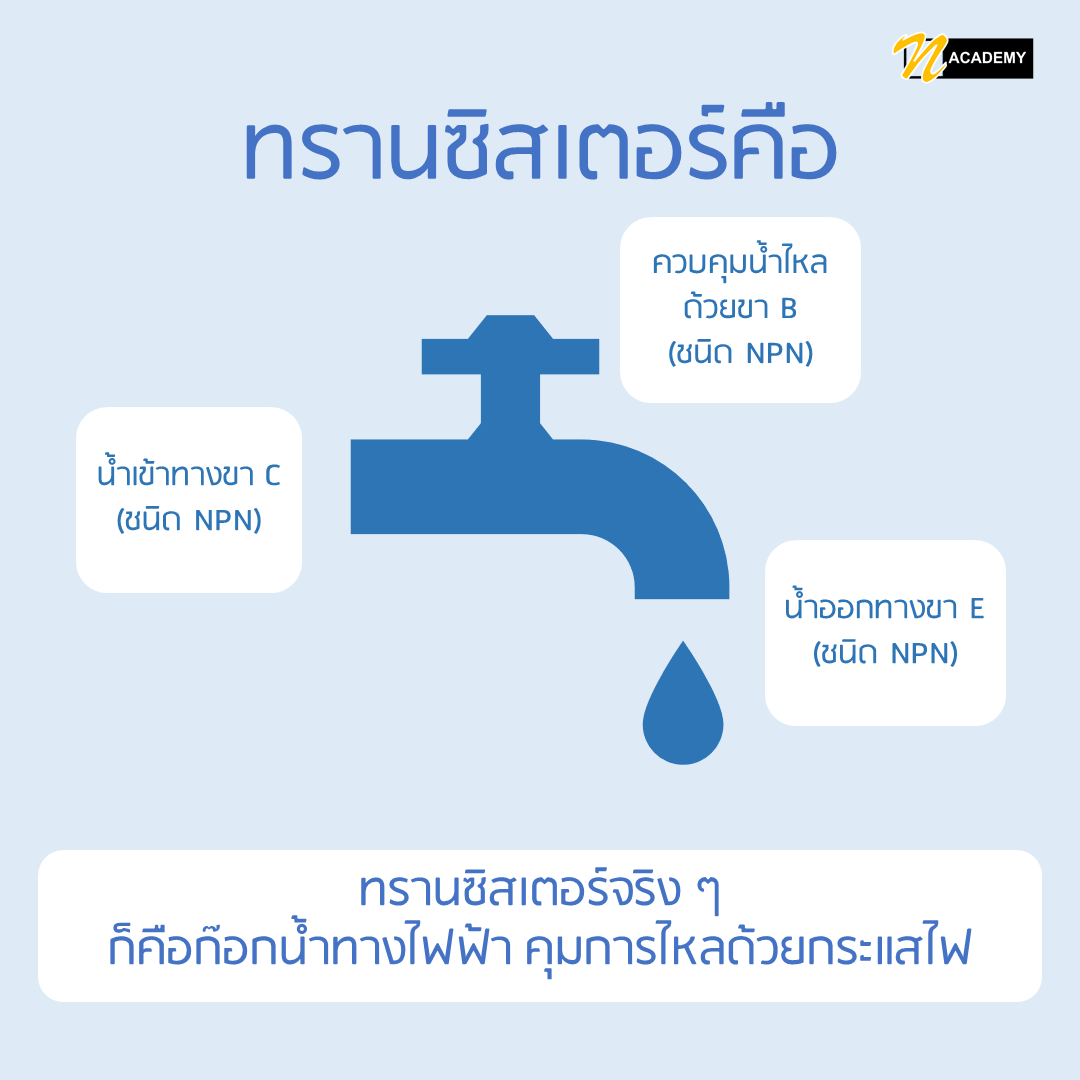 n ACADEMY
ทรานซิสเตอร์คือ
ควบคุมน้ำไหล
ด้วยขา B
(ชนิด NPN)
น้ำเข้าทางขา C
(ชนิด NPN)
น้ำออกทางขา E
(ชนิด NPN)
ทรานซิสเตอร์จริง ๆ
ก็คือก๊อกน้ำทางไฟฟ้า คุมการไหลด้วยกระแสไฟ